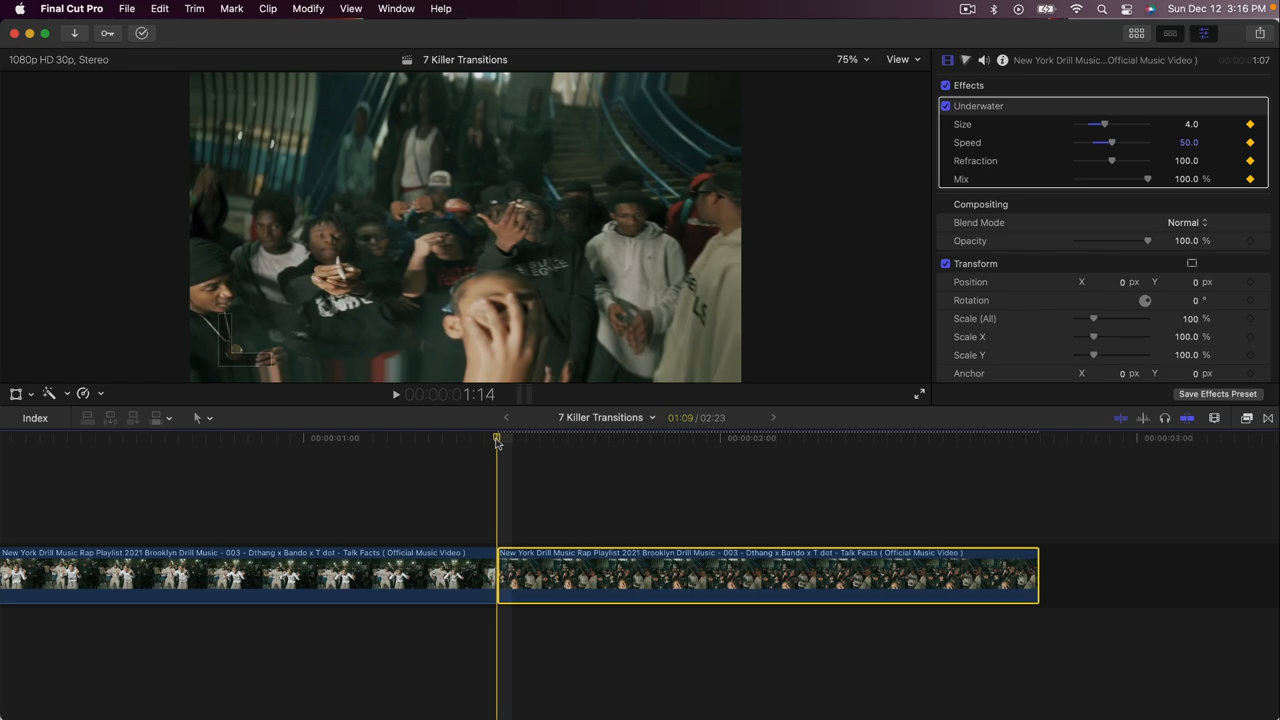 Final Cut Pro File Edit Trim Mark Clip Modify View Window Help Sun Dec 12 3:16 PM
1080p HD 30p, Stereo 7 Killer Transitions 75% View New York Drill Music...Official Music Video ) 00:00:01:07
Effects
Underwater
Size 4.0
Speed 50.0
Refraction 100.0
Mix 100.0 %
Compositing
Blend Mode Normal
Opacity 100.0 %
Transform
Position X 0 px Y 0 px
Rotation 0 °
Scale (All) 100 %
Scale X 100.0 %
Scale Y 100.0 %
Anchor X 0 px Y 0 px
00:00:01:14 Save Effects Preset
Index 7 Killer Transitions 01:09 / 02:23
00:00:01:00 00:00:02:00 00:00:03:00
New York Drill Music Rap Playlist 2021 Brooklyn Drill Music - 003 - Dthang x Bando x T dot - Talk Facts ( Official Music Video ) New York Drill Music Rap Playlist 2021 Brooklyn Drill Music - 003 - Dthang x Bando x T dot - Talk Facts ( Official Music Video )